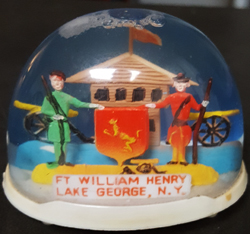 FT WILLIAM HENRY
LAKE GEORGE, N.Y.